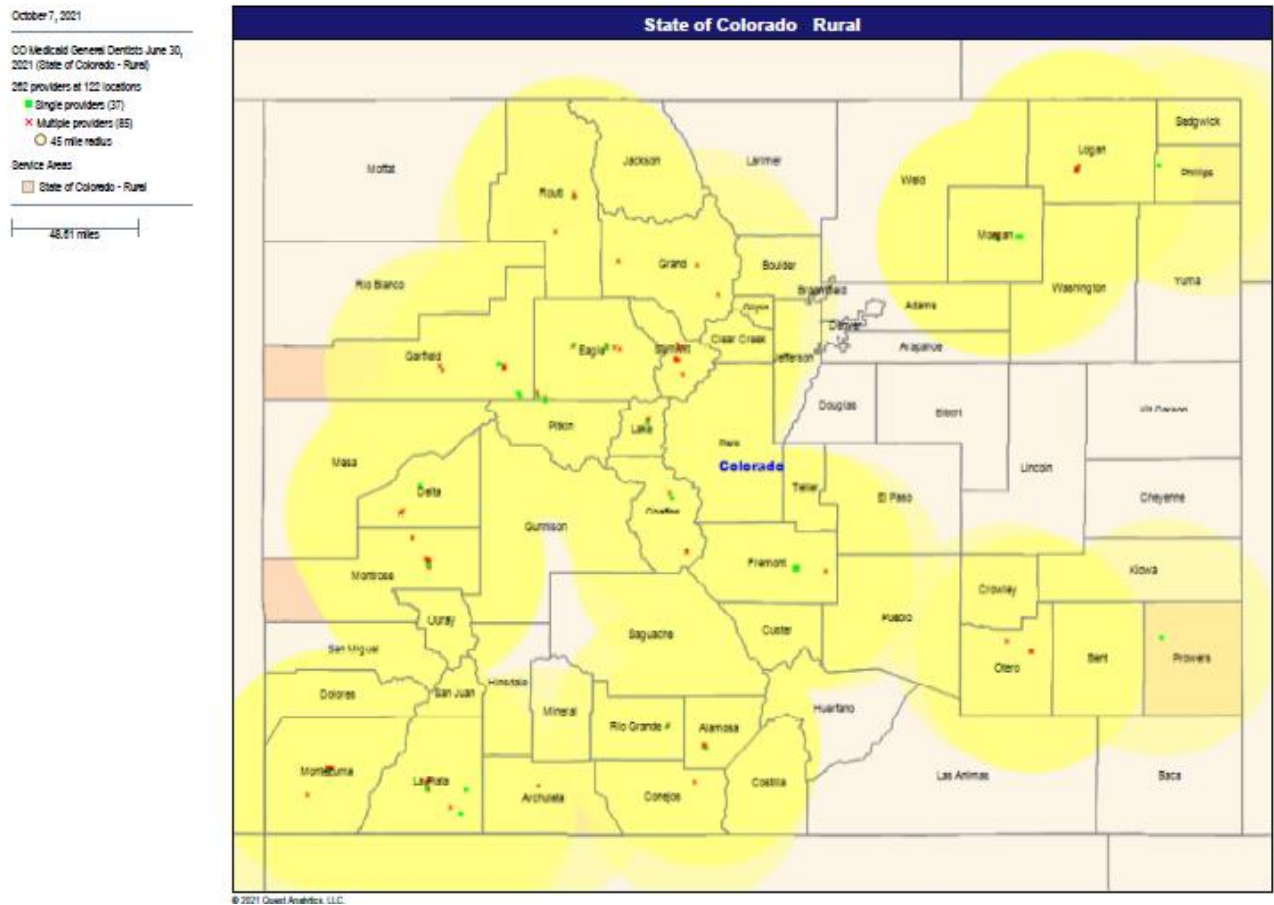 October 7, 2021
CO Medicaid General Dentists June 30,
2021 (State of Colorado - Rural)
262 providers at 122 locations
Single providers (37)
Multiple providers (85)
45 mile radius
Service Areas
State of Colorado - Rural
48.61 miles
State of Colorado Rural
Sedgwick
Logan
Jackson
Larimer
Moffat
Phillips
Weld
Routt
Morgan
Grand
Boulder
Rio Blanco
Washington
Yuma
Broomfield
Adams
Denver
Clear Creek
Garfield
Eagle
Summit
Jefferson
Arapahoe
Douglas
Elbert
Kit Carson
Pitkin
Lake
Park
Mesa
Colorado
Lincoln
Teller
Delta
El Paso
Cheyenne
Chaffee
Gunnison
Fremont
Montrose
Kiowa
Crowley
Ouray
Pueblo
Saguache
Custer
San Miguel
Otero
Bent
Prowers
Dolores
San Juan
Hinsdale
Mineral
Huerfano
Rio Grande
Alamosa
Montezuma
La Plata
Las Animas
Baca
Archuleta
Conejos
Costilla
© 2021 Quest Analytics, LLC.